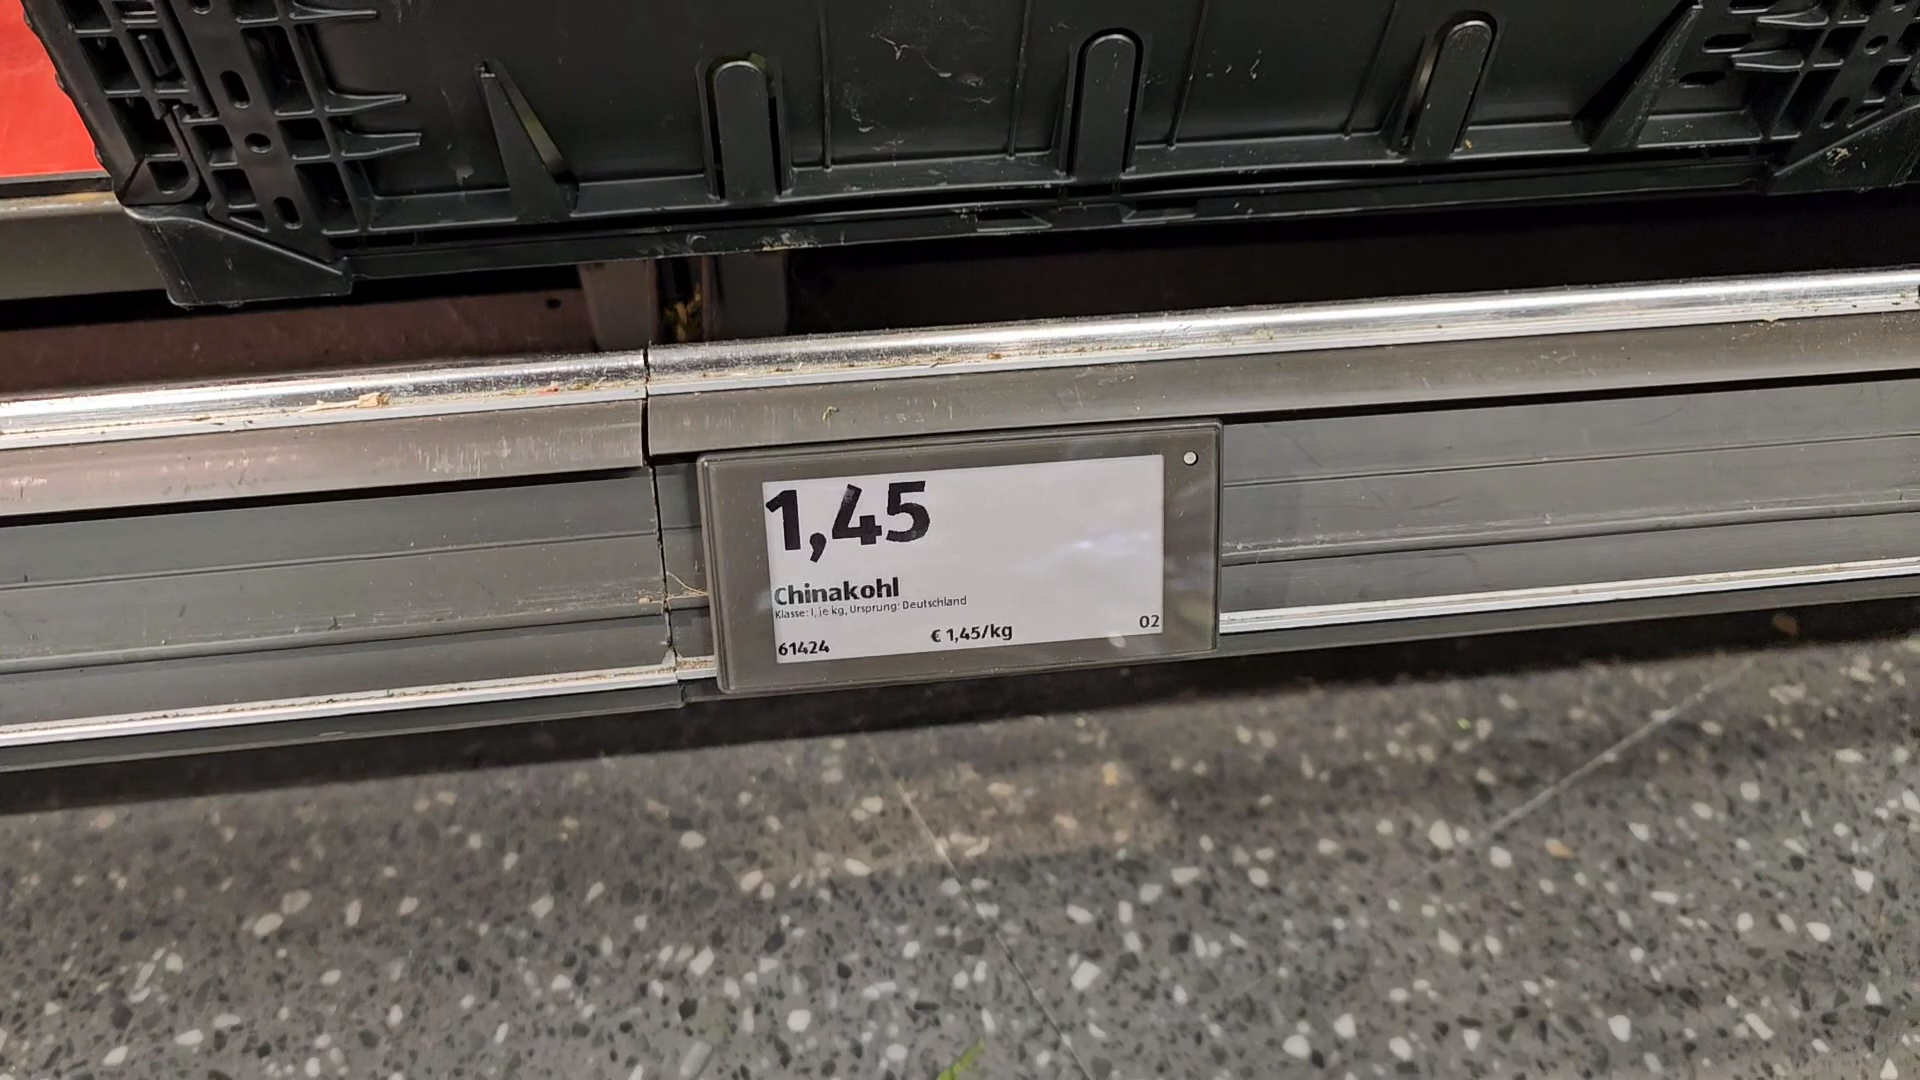 1,45
Chinakohl
Klasse: I, je kg, Ursprung: Deutschland
61424
€ 1,45/kg
02